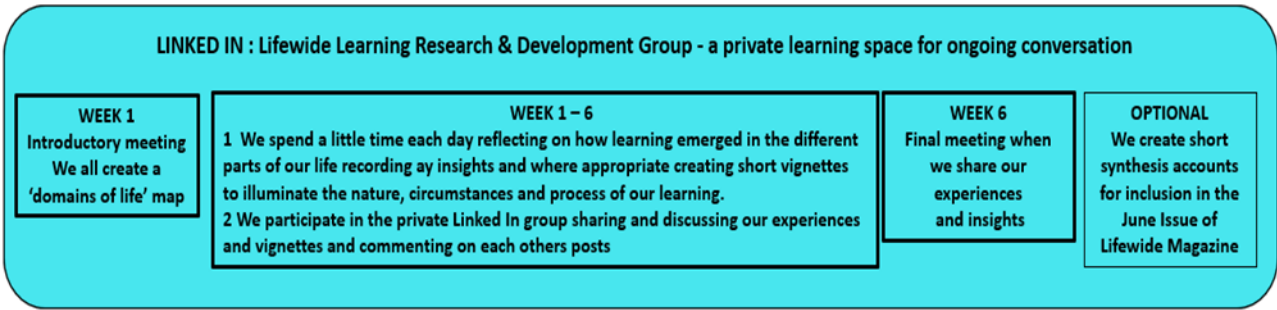 LINKED IN : Lifewide Learning Research & Development Group - a private learning space for ongoing conversation
WEEK 1
Introductory meeting
We all create a
‘domains of life’ map
WEEK 1 – 6
1 We spend a little time each day reflecting on how learning emerged in the different
parts of our life recording ay insights and where appropriate creating short vignettes
to illuminate the nature, circumstances and process of our learning.
2 We participate in the private Linked In group sharing and discussing our experiences
and vignettes and commenting on each others posts
WEEK 6
Final meeting when
we share our
experiences
and insights
OPTIONAL
We create short
synthesis accounts
for inclusion in the
June Issue of
Lifewide Magazine